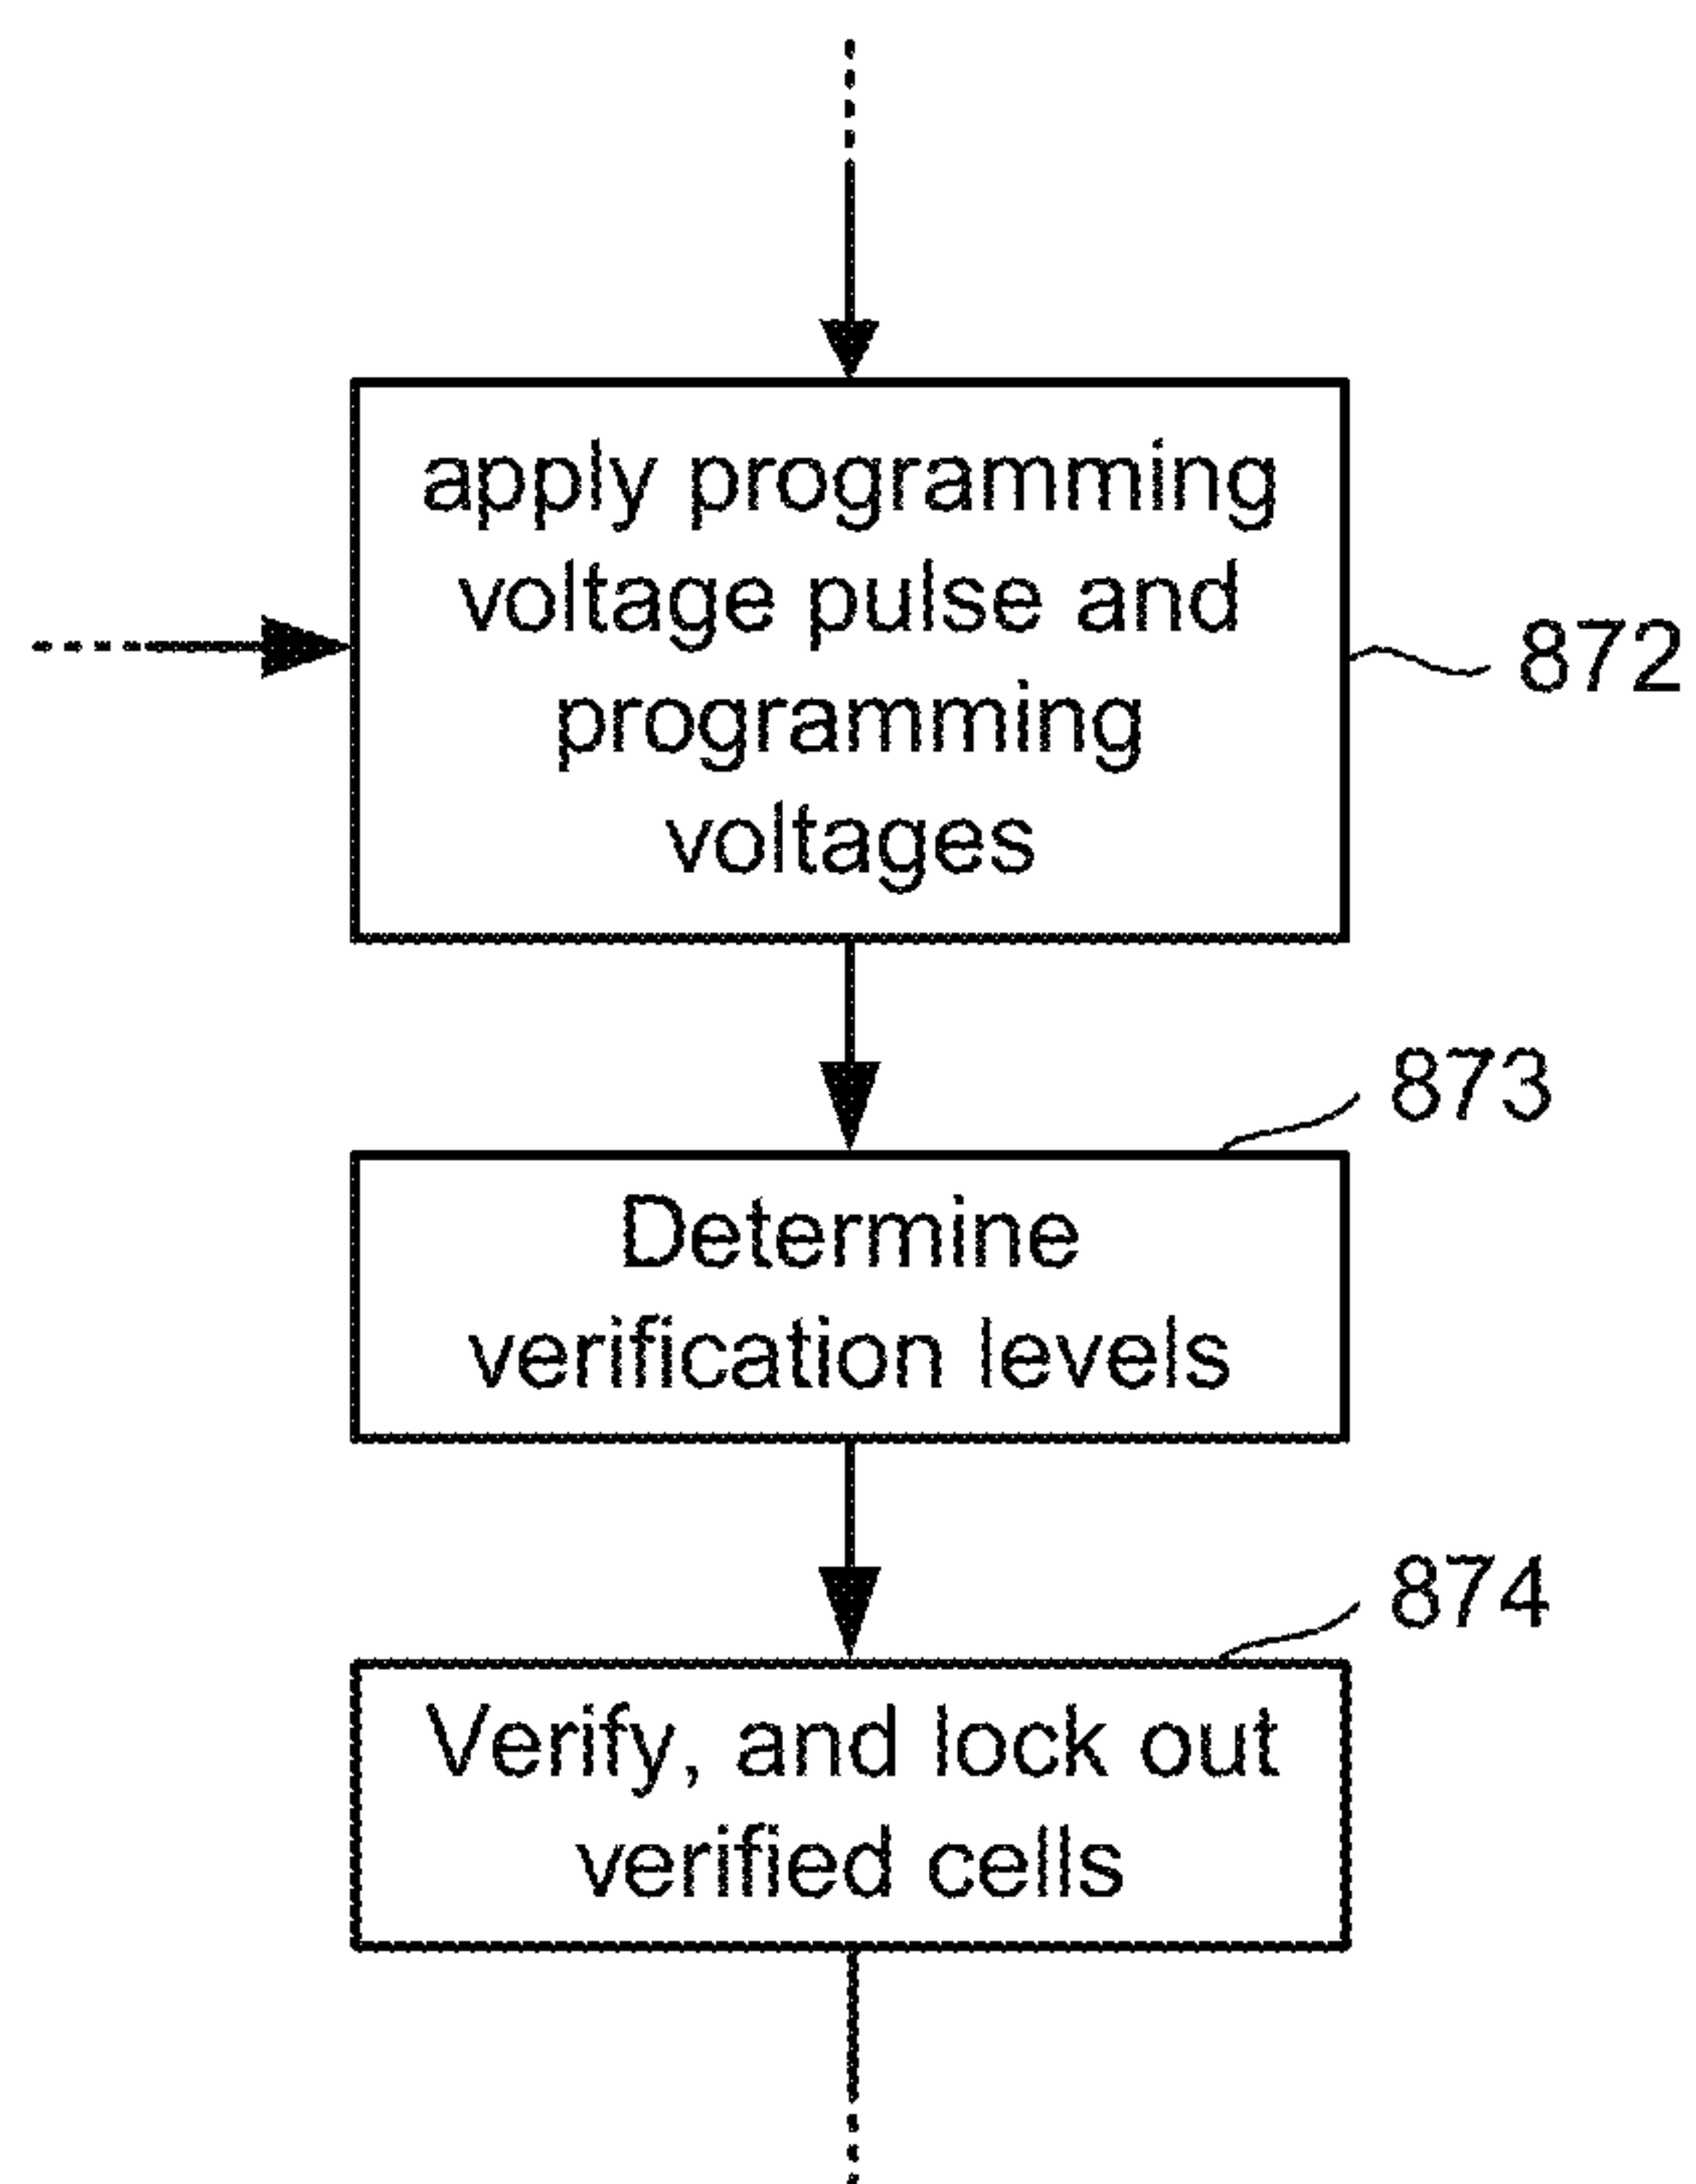 apply programming
voltage pulse and
programming
voltages
872
873
Determine
verification levels
874
Verify, and lock out
verified cells